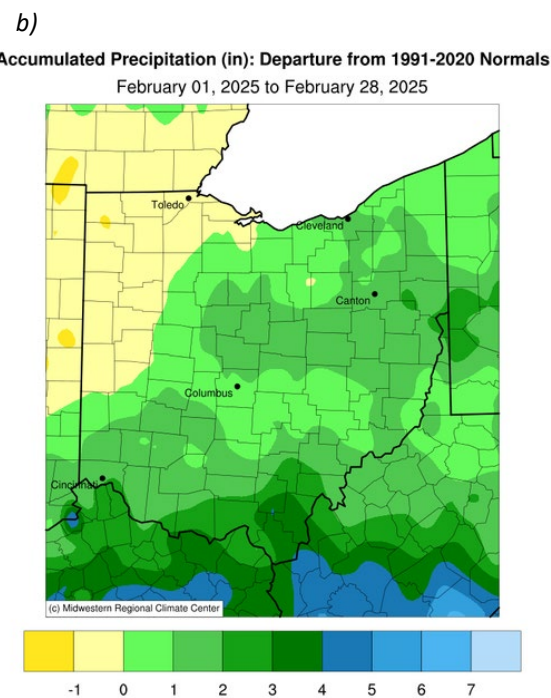 b)
Accumulated Precipitation (in): Departure from 1991-2020 Normals
February 01, 2025 to February 28, 2025
Toledo
Cleveland
Canton
Columbus
Cincinnati
(c) Midwestern Regional Climate Center
-1 0 1 2 3 4 5 6 7